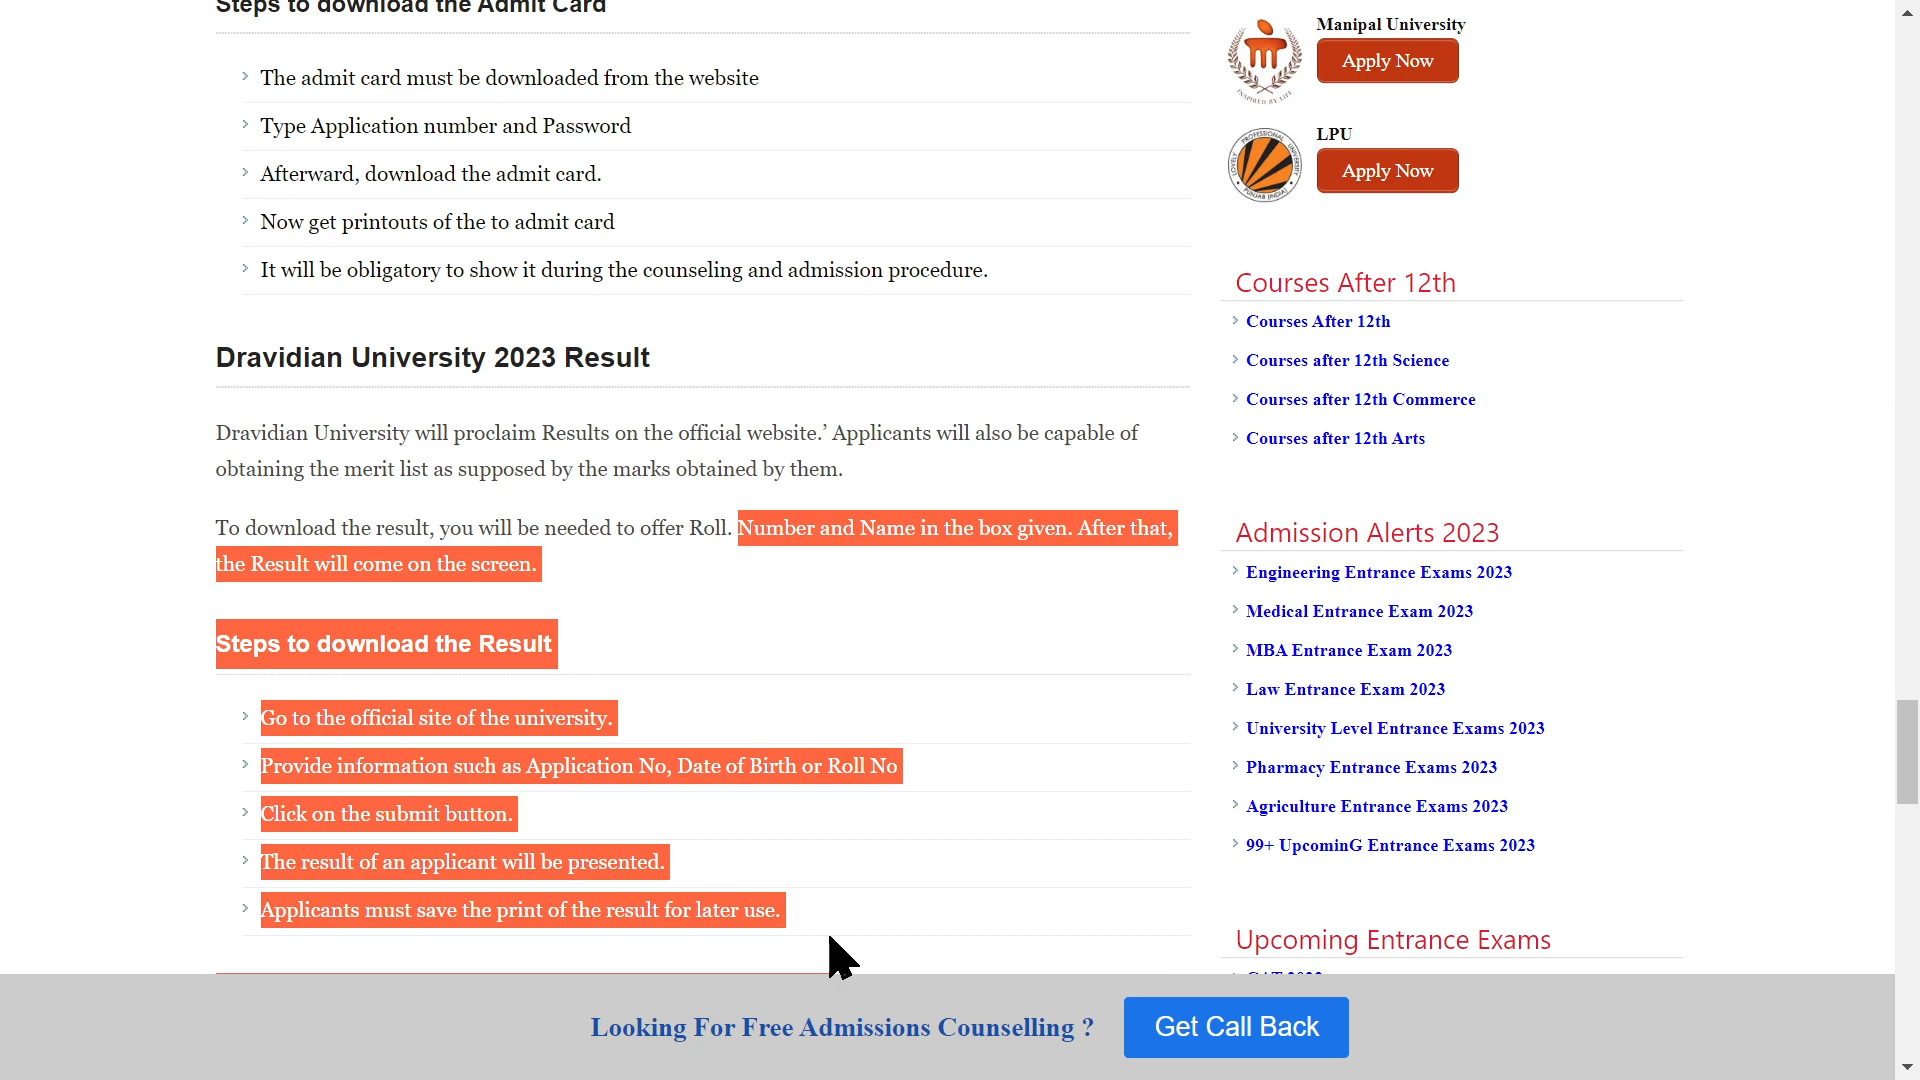 Steps to download the Admit Card
The admit card must be downloaded from the website
Type Application number and Password
Afterward, download the admit card.
Now get printouts of the to admit card
It will be obligatory to show it during the counseling and admission procedure.
Dravidian University 2023 Result
Dravidian University will proclaim Results on the official website.’ Applicants will also be capable of
obtaining the merit list as supposed by the marks obtained by them.
To download the result, you will be needed to offer Roll. Number and Name in the box given. After that,
the Result will come on the screen.
Steps to download the Result
Go to the official site of the university.
Provide information such as Application No, Date of Birth or Roll No
Click on the submit button.
The result of an applicant will be presented.
Applicants must save the print of the result for later use.
Manipal University
Apply Now
INSPIRED BY LIFE
LPU
Apply Now
LOVELY PROFESSIONAL UNIVERSITY
PUNJAB (INDIA)
Courses After 12th
Courses After 12th
Courses after 12th Science
Courses after 12th Commerce
Courses after 12th Arts
Admission Alerts 2023
Engineering Entrance Exams 2023
Medical Entrance Exam 2023
MBA Entrance Exam 2023
Law Entrance Exam 2023
University Level Entrance Exams 2023
Pharmacy Entrance Exams 2023
Agriculture Entrance Exams 2023
99+ UpcominG Entrance Exams 2023
Upcoming Entrance Exams
Looking For Free Admissions Counselling ?
Get Call Back